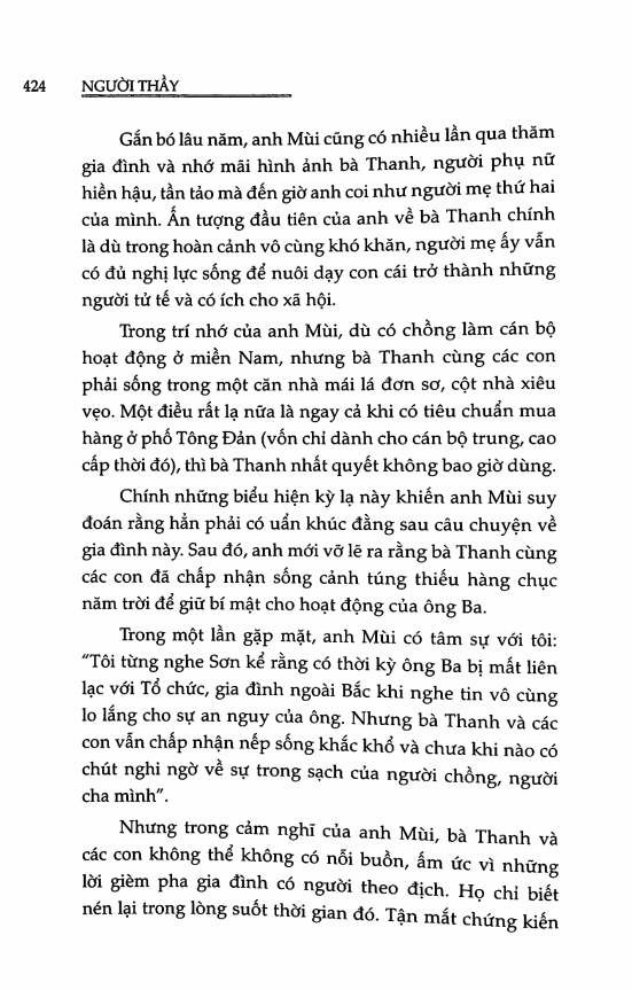 424 NGƯỜI THẦY
Gắn bó lâu năm, anh Mùi cũng có nhiều lần qua thăm
gia đình và nhớ mãi hình ảnh bà Thanh, người phụ nữ
hiền hậu, tần tảo mà đến giờ anh coi như người mẹ thứ hai
của mình. Ấn tượng đầu tiên của anh về bà Thanh chính
là dù trong hoàn cảnh vô cùng khó khăn, người mẹ ấy vẫn
có đủ nghị lực sống để nuôi dạy con cái trở thành những
người tử tế và có ích cho xã hội.
Trong trí nhớ của anh Mùi, dù có chồng làm cán bộ
hoạt động ở miền Nam, nhưng bà Thanh cùng các con
phải sống trong một căn nhà mái lá đơn sơ, cột nhà xiêu
vẹo. Một điều rất lạ nữa là ngay cả khi có tiêu chuẩn mua
hàng ở phố Tông Đản (vốn chỉ dành cho cán bộ trung, cao
cấp thời đó), thì bà Thanh nhất quyết không bao giờ dùng.
Chính những biểu hiện kỳ lạ này khiến anh Mùi suy
đoán rằng hẳn phải có uẩn khúc đằng sau câu chuyện về
gia đình này. Sau đó, anh mới vỡ lẽ ra rằng bà Thanh cùng
các con đã chấp nhận sống cảnh túng thiếu hàng chục
năm trời để giữ bí mật cho hoạt động của ông Ba.
Trong một lần gặp mặt, anh Mùi có tâm sự với tôi:
"Tôi từng nghe Sơn kể rằng có thời kỳ ông Ba bị mất liên
lạc với Tổ chức, gia đình ngoài Bắc khi nghe tin vô cùng
lo lắng cho sự an nguy của ông. Nhưng bà Thanh và các
con vẫn chấp nhận nếp sống khắc khổ và chưa khi nào có
chút nghi ngờ về sự trong sạch của người chồng, người
cha mình".
Nhưng trong cảm nghĩ của anh Mùi, bà Thanh và
các con không thể không có nỗi buồn, ấm ức vì những
lời gièm pha gia đình có người theo địch. Họ chỉ biết
nén lại trong lòng suốt thời gian đó. Tận mắt chứng kiến